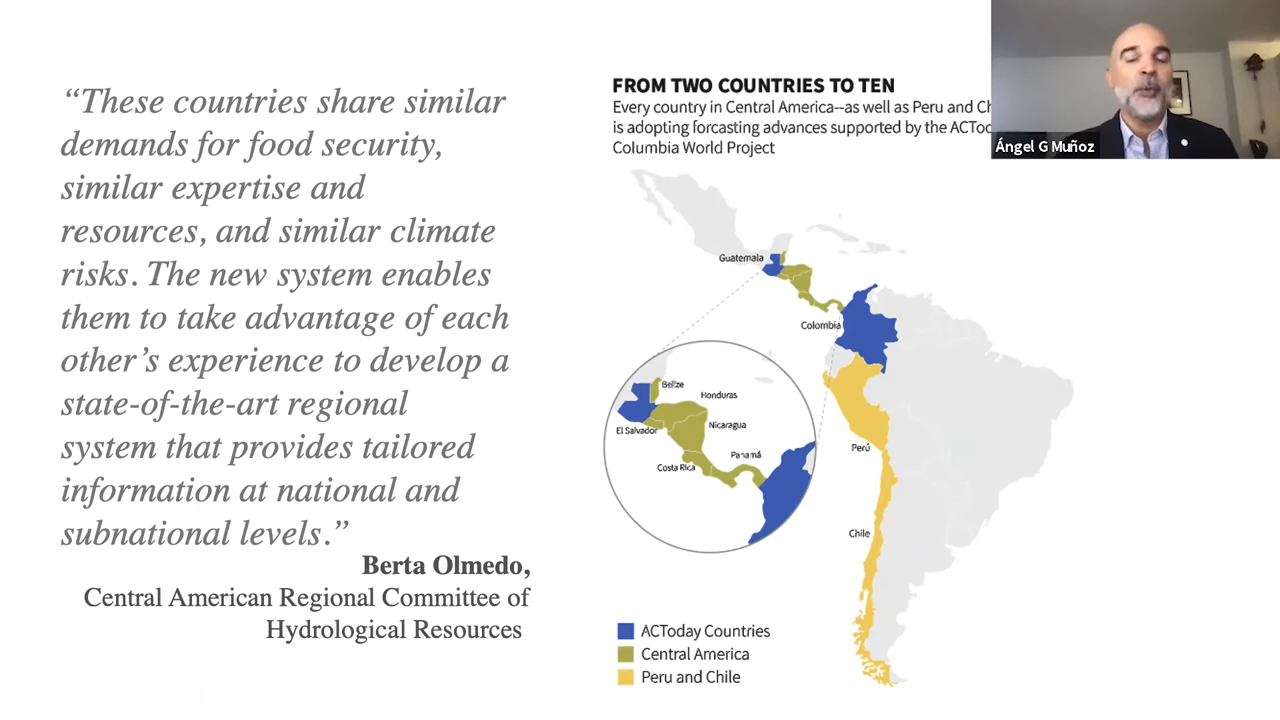 “These countries share similar
demands for food security,
similar expertise and
resources, and similar climate
risks. The new system enables
them to take advantage of each
other’s experience to develop a
state-of-the-art regional
system that provides tailored
information at national and
subnational levels.”
Berta Olmedo,
Central American Regional Committee of
Hydrological Resources
FROM TWO COUNTRIES TO TEN
Every country in Central America--as well as Peru and
is adopting forcasting advances supported by the
Columbia World Project
Ángel G Muñoz
Guatemala
Colombia
Belize
Honduras
El Salvador
Nicaragua
Panamá
Costa Rica
Perú
Chile
ACToday Countries
Central America
Peru and Chile